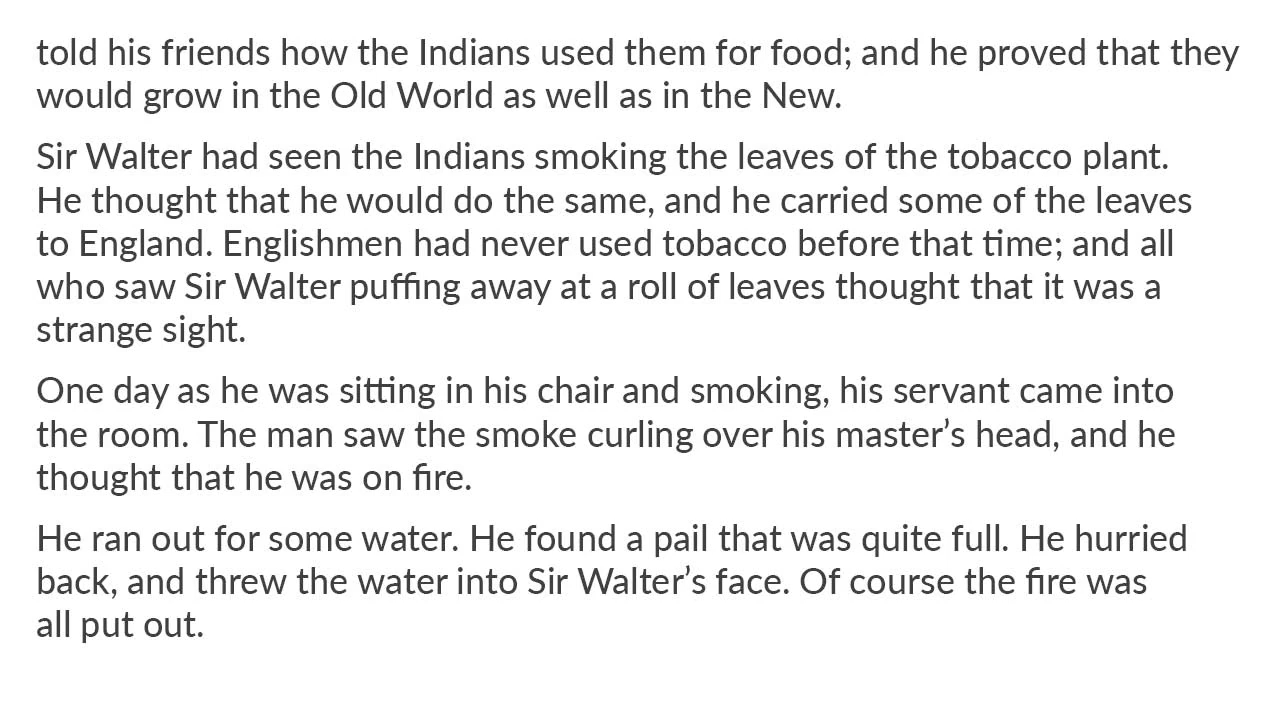 told his friends how the Indians used them for food; and he proved that they
would grow in the Old World as well as in the New.
Sir Walter had seen the Indians smoking the leaves of the tobacco plant.
He thought that he would do the same, and he carried some of the leaves
to England. Englishmen had never used tobacco before that time; and all
who saw Sir Walter puffing away at a roll of leaves thought that it was a
strange sight.
One day as he was sitting in his chair and smoking, his servant came into
the room. The man saw the smoke curling over his master’s head, and he
thought that he was on fire.
He ran out for some water. He found a pail that was quite full. He hurried
back, and threw the water into Sir Walter’s face. Of course the fire was
all put out.